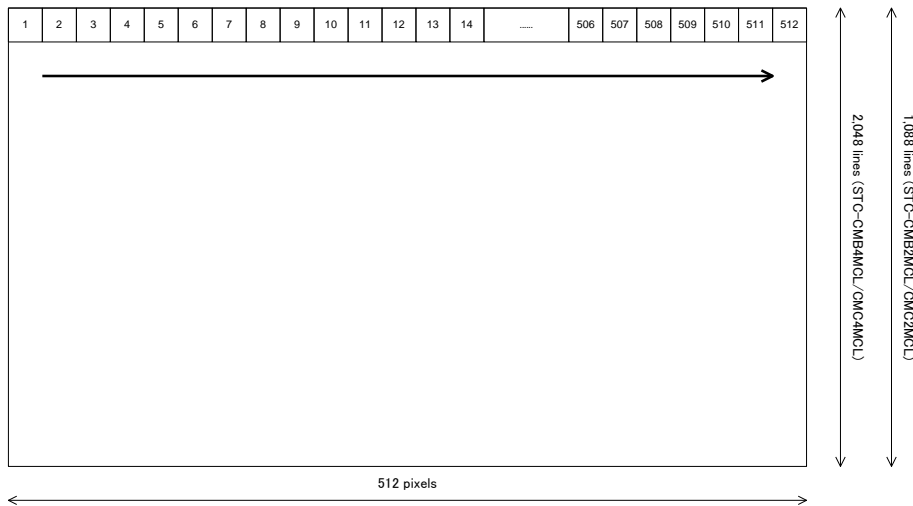 1 2 3 4 5 6 7 8 9 10 11 12 13 14 ...... 506 507 508 509 510 511 512
2,048 lines (STC-CMB4MCL/CMC4MCL)
1,088 lines (STC-CMB2MCL/CMC2MCL)
512 pixels